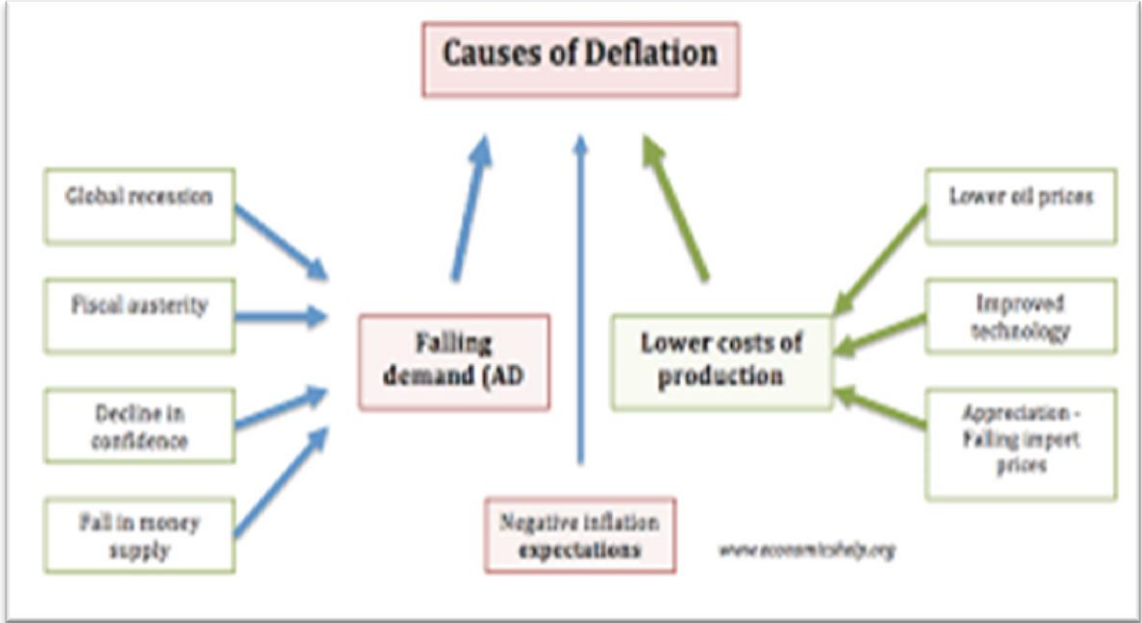 Causes of Deflation
Global recession
Fiscal austerity
Decline in
confidence
Fall in money
supply
Falling
demand (AD
Negative inflation
expectations
Lower costs of
production
Lower oil prices
Improved
technology
Appreciation -
Falling import
prices
www.economicshelp.org